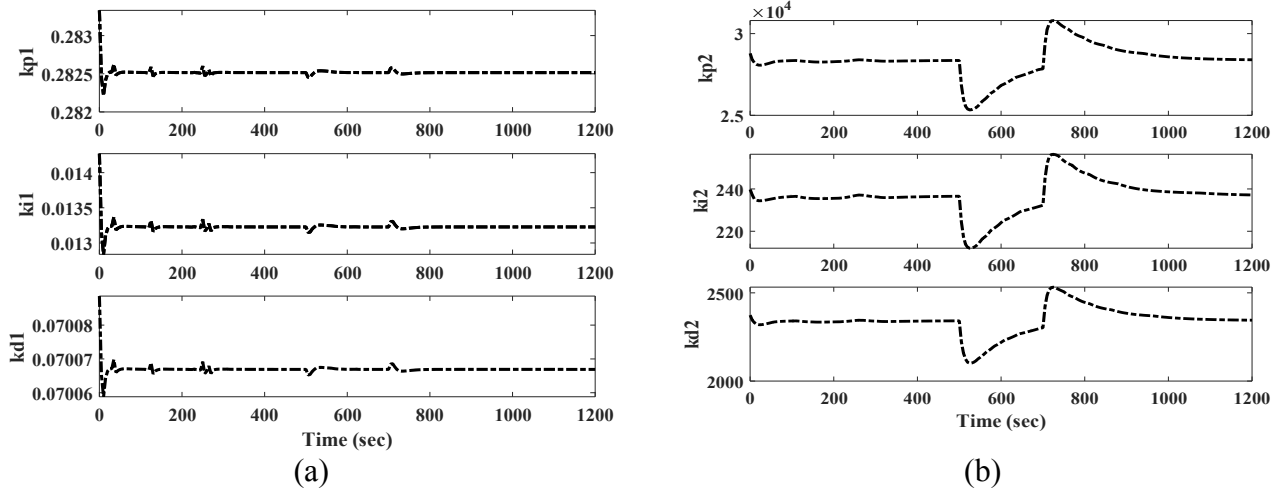 0.283
0.2825
0.282
kp1
0 200 400 600 800 1000 1200
0.014
0.0135
0.013
ki1
0 200 400 600 800 1000 1200
0.07008
0.07007
0.07006
kd1
0 200 400 600 800 1000 1200
Time (sec)
(a)
×10⁴
3
2.5
kp2
0 200 400 600 800 1000 1200
240
220
ki2
0 200 400 600 800 1000 1200
2500
2000
kd2
0 200 400 600 800 1000 1200
Time (sec)
(b)